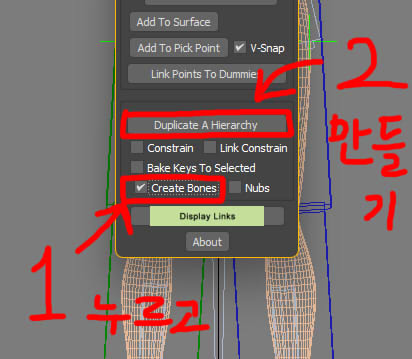 Add To Surface
Add To Pick Point V-Snap
Link Points To Dummies
2
Duplicate A Hierarchy
만들
기
Constrain Link Constrain
Bake Keys To Selected
Create Bones Nubs
Display Links
About
1 누르고